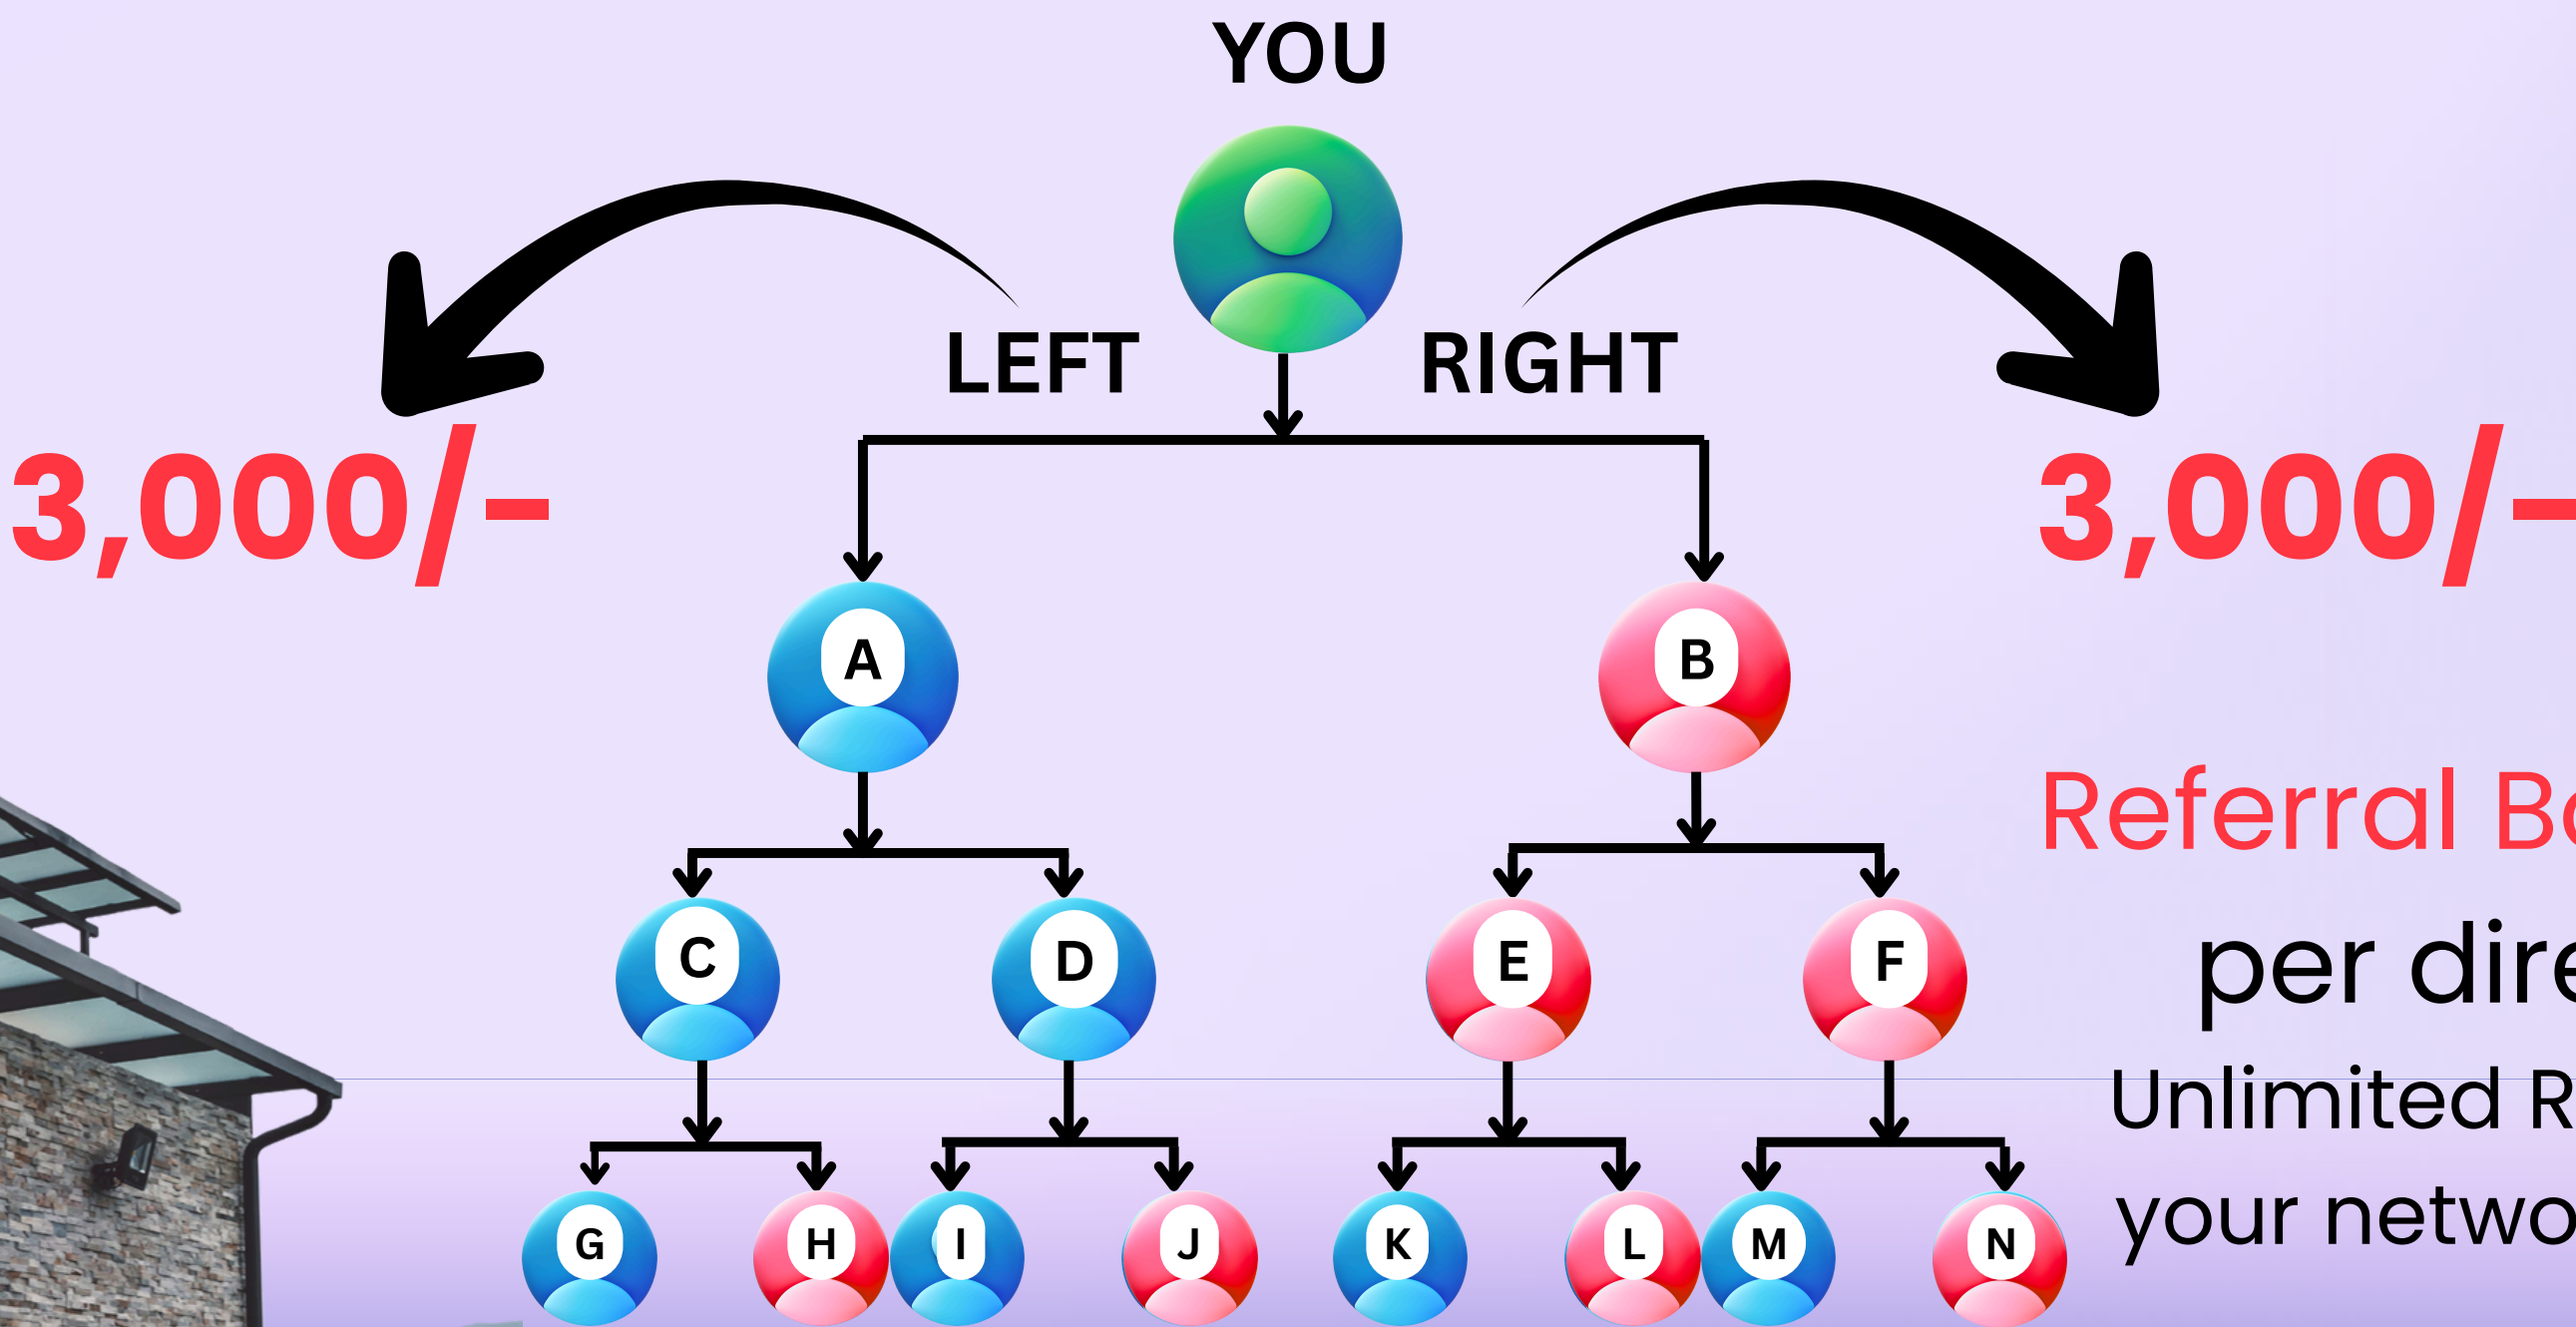 YOU
LEFT RIGHT
3,000/- 3,000/-
A B
Referral
C D E F
per
Unlimited
your
G H I J K L M N